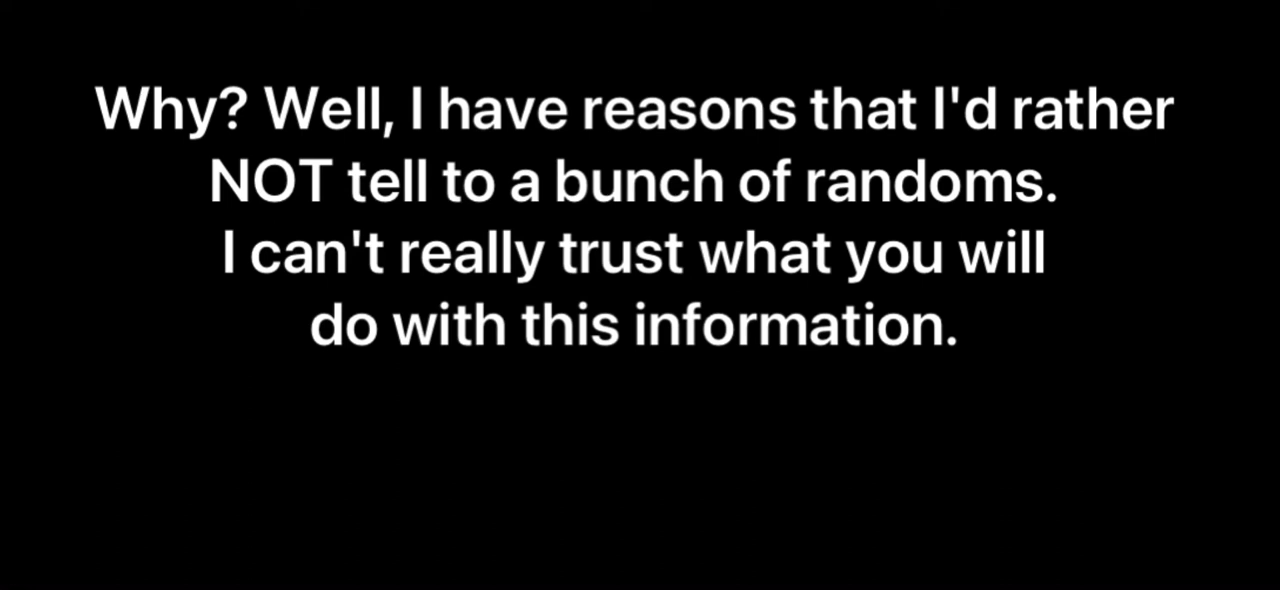 Why? Well, I have reasons that I'd rather
NOT tell to a bunch of randoms.
I can't really trust what you will
do with this information.